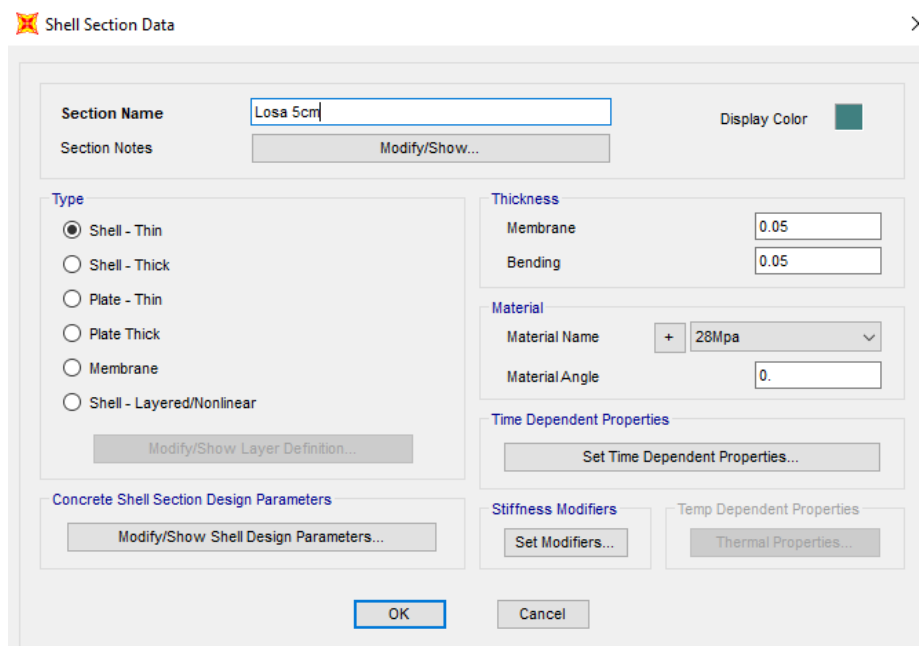 Shell Section Data
Section Name
Losa 5cm
Display Color
Section Notes
Modify/Show...
Type
Shell - Thin
Shell - Thick
Plate - Thin
Plate Thick
Membrane
Shell - Layered/Nonlinear
Modify/Show Layer Definition...
Concrete Shell Section Design Parameters
Modify/Show Shell Design Parameters...
Thickness
Membrane 0.05
Bending 0.05
Material
Material Name + 28Mpa
Material Angle 0.
Time Dependent Properties
Set Time Dependent Properties...
Stiffness Modifiers
Set Modifiers...
Temp Dependent Properties
Thermal Properties...
OK
Cancel